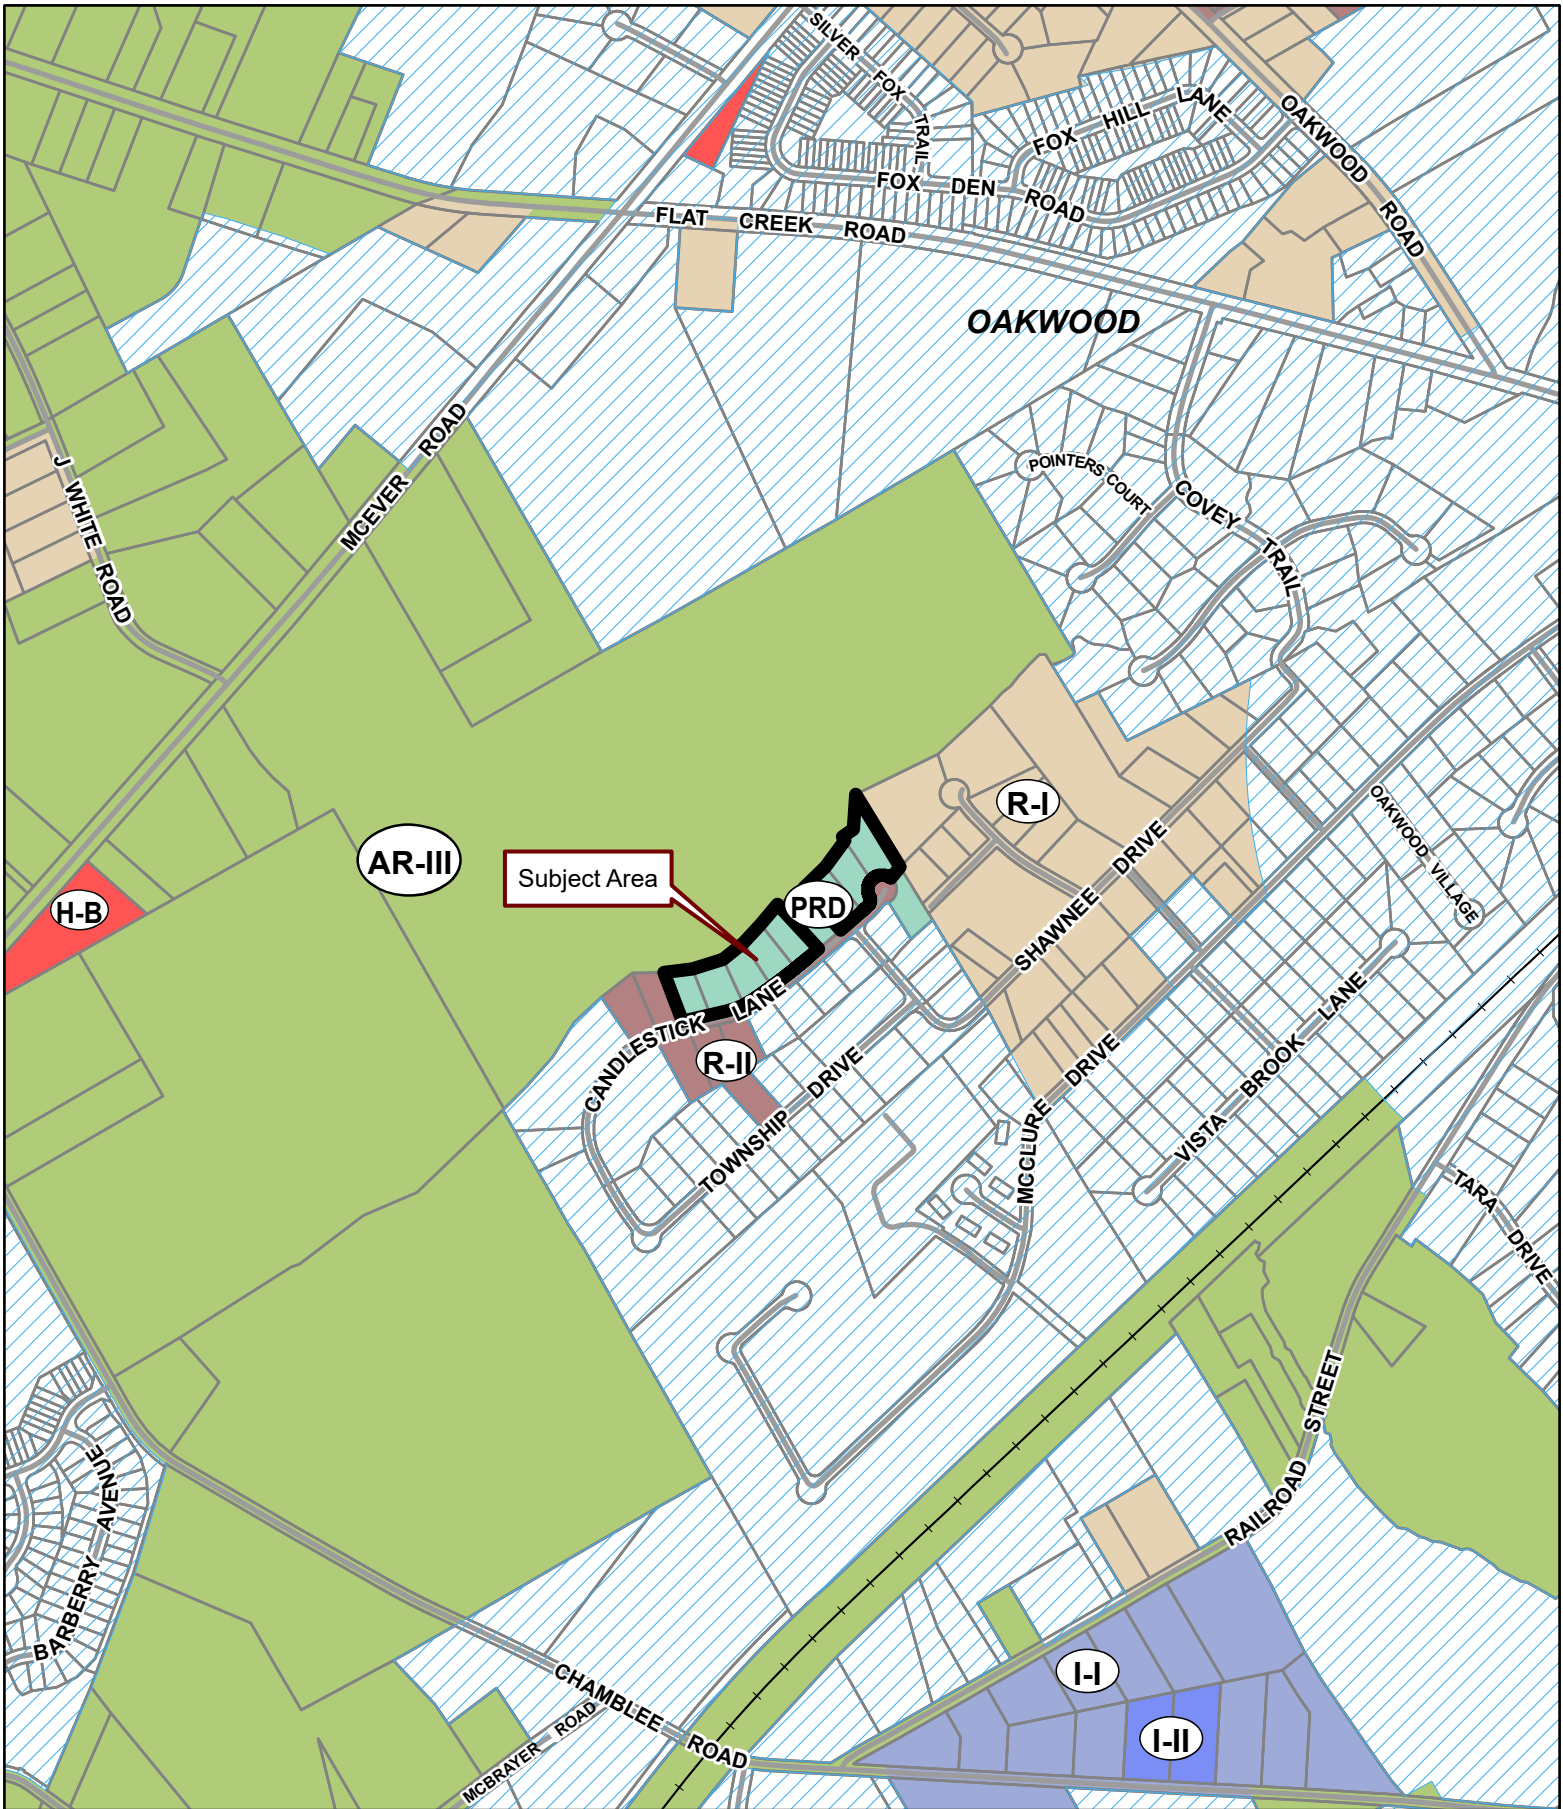 SILVER FOX TRAIL
FOX HILL LANE
OAKWOOD ROAD
FOX DEN ROAD
FLAT CREEK ROAD
OAKWOOD
MCEVER ROAD
J WHITE ROAD
POINTERS COURT
COVEY TRAIL
R-I
OAKWOOD VILLAGE
SHAWNEE DRIVE
AR-III
Subject Area
PRD
H-B
CANDLESTICK LANE
R-II
TOWNSHIP DRIVE
MCCLURE DRIVE
VISTA BROOK LANE
TARA DRIVE
RAILROAD STREET
BARBERRY AVENUE
CHAMBLEE ROAD
MCBRAYER ROAD
I-I
I-II